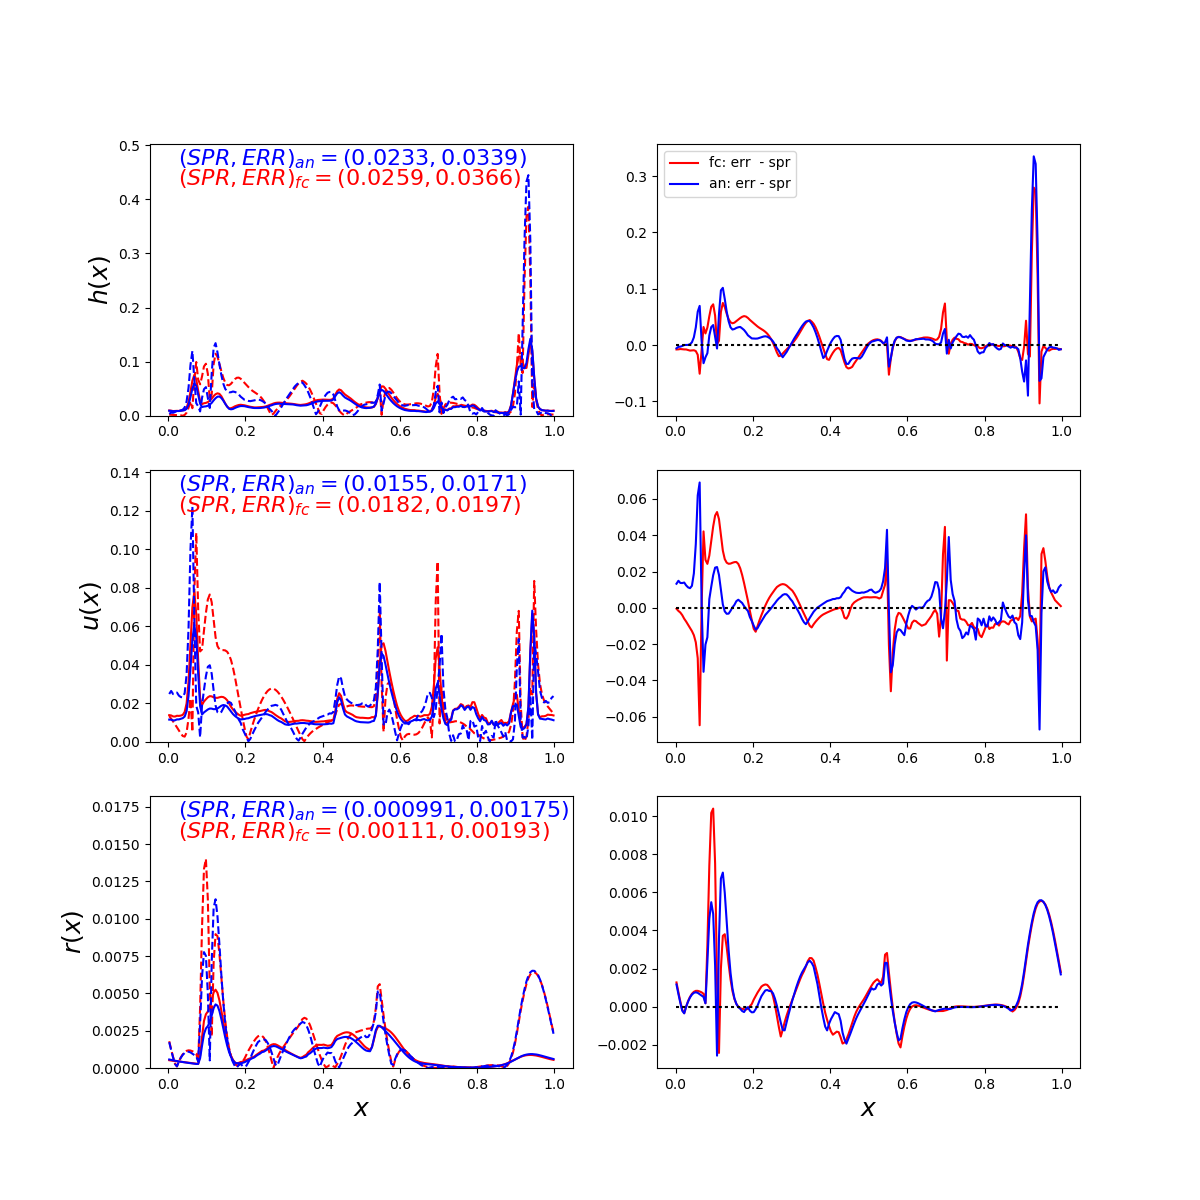 (SPR, ERR)an = (0.0233, 0.0339)
(SPR, ERR)fc = (0.0259, 0.0366)
h(x)
0.5
0.4
0.3
0.2
0.1
0.0
0.0 0.2 0.4 0.6 0.8 1.0
fc: err - spr
an: err - spr
0.3
0.2
0.1
0.0
−0.1
0.0 0.2 0.4 0.6 0.8 1.0
(SPR, ERR)an = (0.0155, 0.0171)
(SPR, ERR)fc = (0.0182, 0.0197)
u(x)
0.14
0.12
0.10
0.08
0.06
0.04
0.02
0.00
0.0 0.2 0.4 0.6 0.8 1.0
0.06
0.04
0.02
0.00
−0.02
−0.04
−0.06
0.0 0.2 0.4 0.6 0.8 1.0
(SPR, ERR)an = (0.000991, 0.00175)
(SPR, ERR)fc = (0.00111, 0.00193)
r(x)
0.0175
0.0150
0.0125
0.0100
0.0075
0.0050
0.0025
0.0000
0.0 0.2 0.4 0.6 0.8 1.0
x
0.010
0.008
0.006
0.004
0.002
0.000
−0.002
0.0 0.2 0.4 0.6 0.8 1.0
x